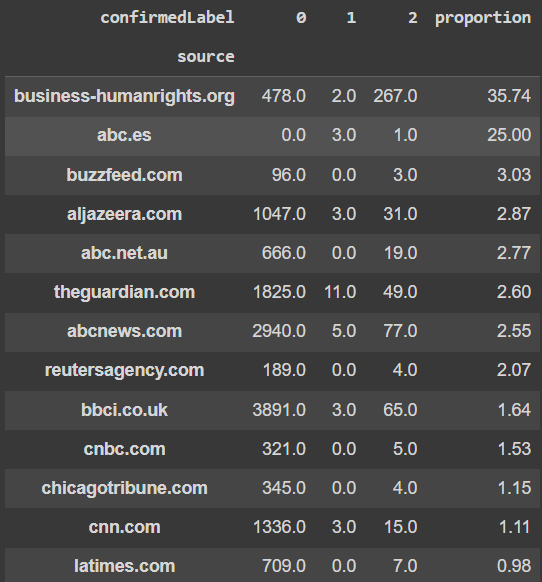 confirmedLabel 0 1 2 proportion
source
business-humanrights.org 478.0 2.0 267.0 35.74
abc.es 0.0 3.0 1.0 25.00
buzzfeed.com 96.0 0.0 3.0 3.03
aljazeera.com 1047.0 3.0 31.0 2.87
abc.net.au 666.0 0.0 19.0 2.77
theguardian.com 1825.0 11.0 49.0 2.60
abcnews.com 2940.0 5.0 77.0 2.55
reutersagency.com 189.0 0.0 4.0 2.07
bbci.co.uk 3891.0 3.0 65.0 1.64
cnbc.com 321.0 0.0 5.0 1.53
chicagotribune.com 345.0 0.0 4.0 1.15
cnn.com 1336.0 3.0 15.0 1.11
latimes.com 709.0 0.0 7.0 0.98